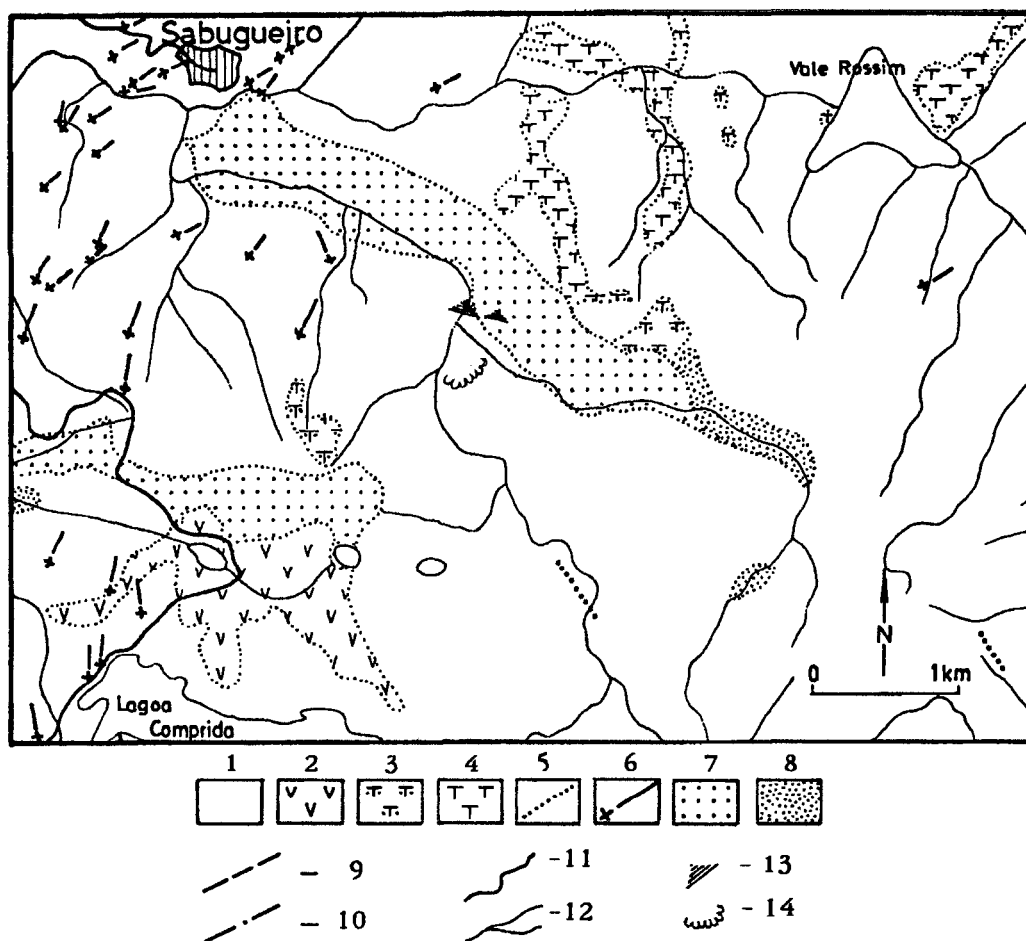 Sabugueiro
Vale Rossim
N
0 1km
Lagoa
Comprida
1 2 3 4 5 6 7 8
- 9 -11 - 13
- 10 -12 - 14